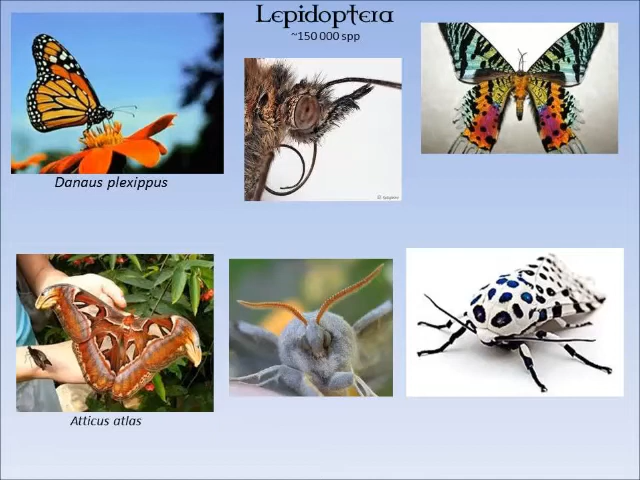 Lepidoptera
~150 000 spp
Danaus plexippus
Atticus atlas